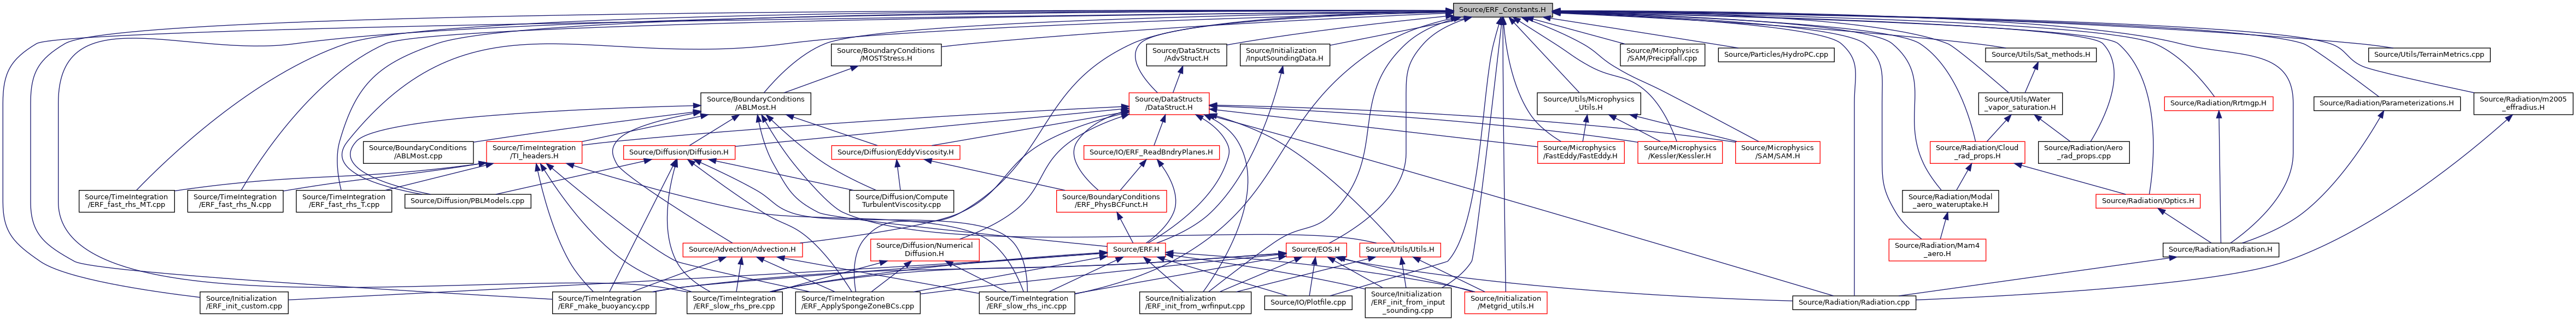 Source/ERF_Constants.H
Source/BoundaryConditions
/MOSTStress.H
Source/DataStructs
/AdvStruct.H
Source/Initialization
/InputSoundingData.H
Source/Microphysics
/SAM/PrecipFall.cpp
Source/Particles/HydroPC.cpp
Source/Utils/Sat_methods.H
Source/Utils/TerrainMetrics.cpp
Source/BoundaryConditions
/ABLMost.H
Source/DataStructs
/DataStruct.H
Source/Utils/Microphysics
_Utils.H
Source/Utils/Water
_vapor_saturation.H
Source/Radiation/Rrtmgp.H
Source/Radiation/Parameterizations.H
Source/Radiation/m2005
_effradius.H
Source/BoundaryConditions
/ABLMost.cpp
Source/TimeIntegration
/TI_headers.H
Source/Diffusion/Diffusion.H
Source/Diffusion/EddyViscosity.H
Source/IO/ERF_ReadBndryPlanes.H
Source/Microphysics
/FastEddy/FastEddy.H
Source/Microphysics
/Kessler/Kessler.H
Source/Microphysics
/SAM/SAM.H
Source/Radiation/Cloud
_rad_props.H
Source/Radiation/Aero
_rad_props.cpp
Source/TimeIntegration
/ERF_fast_rhs_MT.cpp
Source/TimeIntegration
/ERF_fast_rhs_N.cpp
Source/TimeIntegration
/ERF_fast_rhs_T.cpp
Source/Diffusion/PBLModels.cpp
Source/Diffusion/Compute
TurbulentViscosity.cpp
Source/BoundaryConditions
/ERF_PhysBCFunct.H
Source/Radiation/Modal
_aero_wateruptake.H
Source/Radiation/Optics.H
Source/Advection/Advection.H
Source/Diffusion/Numerical
Diffusion.H
Source/ERF.H
Source/EOS.H
Source/Utils/Utils.H
Source/Radiation/Mam4
_aero.H
Source/Radiation/Radiation.H
Source/Initialization
/ERF_init_custom.cpp
Source/TimeIntegration
/ERF_make_buoyancy.cpp
Source/TimeIntegration
/ERF_slow_rhs_pre.cpp
Source/TimeIntegration
/ERF_ApplySpongeZoneBCs.cpp
Source/TimeIntegration
/ERF_slow_rhs_inc.cpp
Source/Initialization
/ERF_init_from_wrfinput.cpp
Source/IO/Plotfile.cpp
Source/Initialization
/ERF_init_from_input
_sounding.cpp
Source/Initialization
/Metgrid_utils.H
Source/Radiation/Radiation.cpp